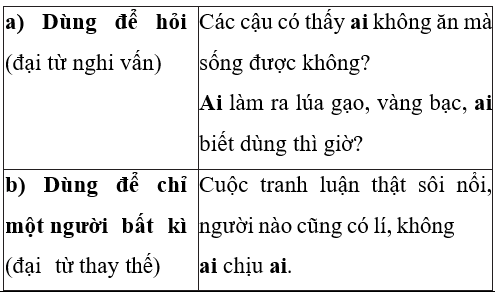 a) Dùng để hỏi
(đại từ nghi vấn)
Các cậu có thấy ai không ăn mà
sống được không?
Ai làm ra lúa gạo, vàng bạc, ai
biết dùng thì giờ?
b) Dùng để chỉ
một người bất kì
(đại từ thay thế)
Cuộc tranh luận thật sôi nổi,
người nào cũng có lí, không
ai chịu ai.